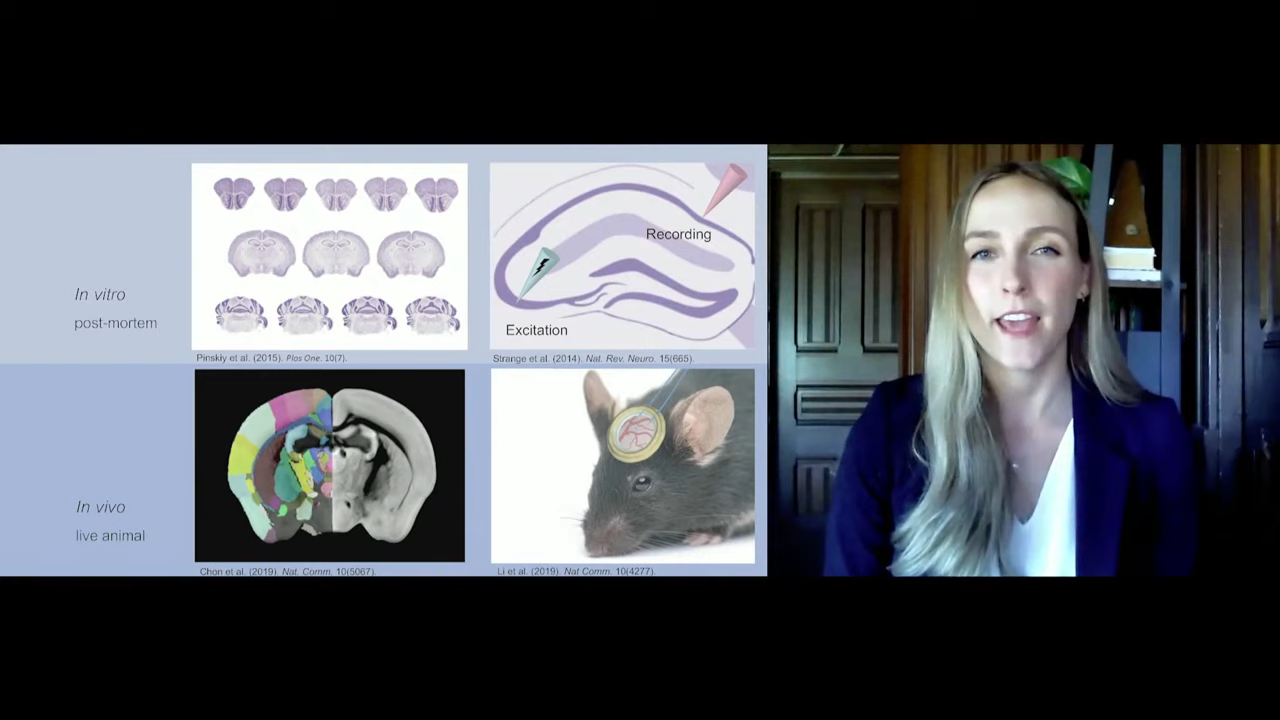 Recording
In vitro
post-mortem
Excitation
Pinskiy et al. (2015). Plos One. 10(7).
Strange et al. (2014). Nat. Rev. Neuro. 15(665).
In vivo
live animal
Chon et al. (2019). Nat. Comm. 10(5067).
Li et al. (2019). Nat Comm. 10(4277).